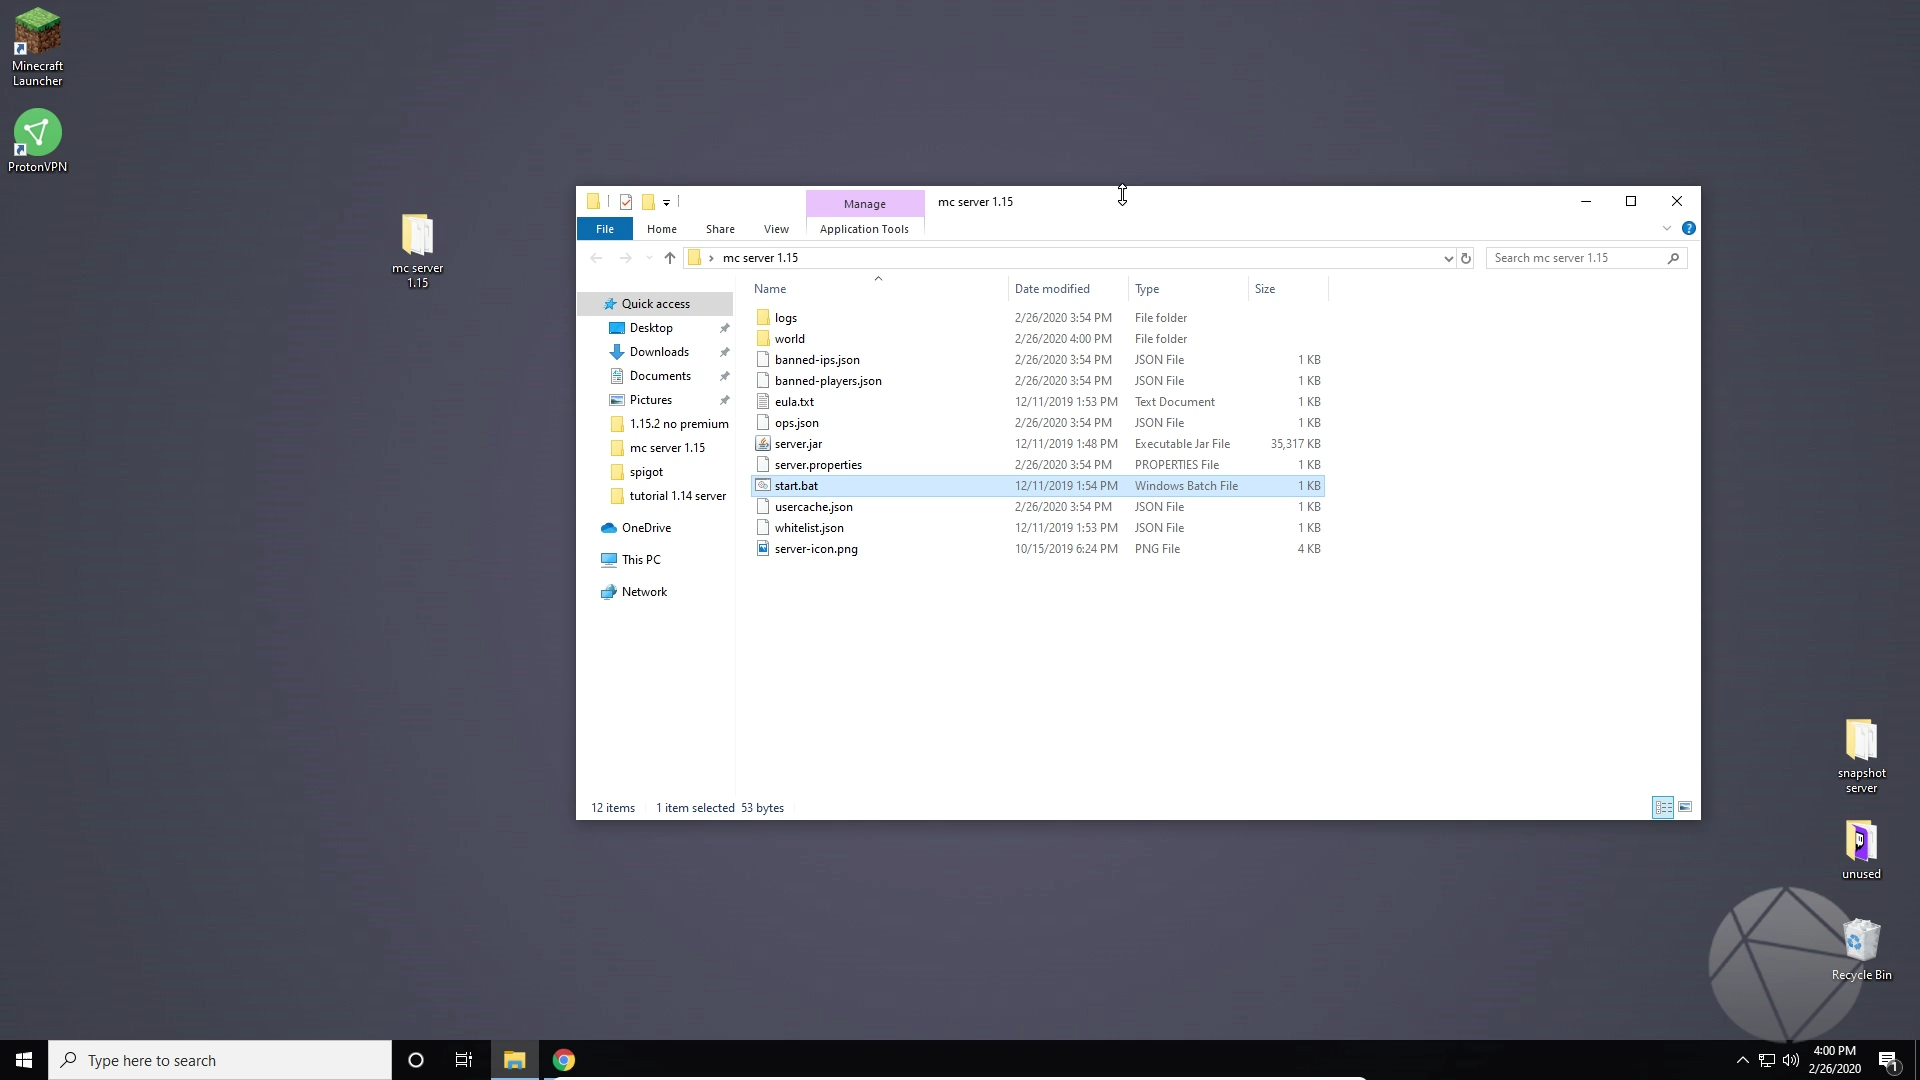 Minecraft
Launcher
ProtonVPN
mc server
1.15
Manage
mc server 1.15
File
Home
Share
View
Application Tools
mc server 1.15
Search mc server 1.15
Quick access
Desktop
Downloads
Documents
Pictures
1.15.2 no premium
mc server 1.15
spigot
tutorial 1.14 server
OneDrive
This PC
Network
Name Date modified Type Size
logs 2/26/2020 3:54 PM File folder
world 2/26/2020 4:00 PM File folder
banned-ips.json 2/26/2020 3:54 PM JSON File 1 KB
banned-players.json 2/26/2020 3:54 PM JSON File 1 KB
eula.txt 12/11/2019 1:53 PM Text Document 1 KB
ops.json 2/26/2020 3:54 PM JSON File 1 KB
server.jar 12/11/2019 1:48 PM Executable Jar File 35,317 KB
server.properties 2/26/2020 3:54 PM PROPERTIES File 1 KB
start.bat 12/11/2019 1:54 PM Windows Batch File 1 KB
usercache.json 2/26/2020 3:54 PM JSON File 1 KB
whitelist.json 12/11/2019 1:53 PM JSON File 1 KB
server-icon.png 10/15/2019 6:24 PM PNG File 4 KB
12 items 1 item selected 53 bytes
snapshot
server
unused
Recycle Bin
Type here to search
4:00 PM
2/26/2020
1